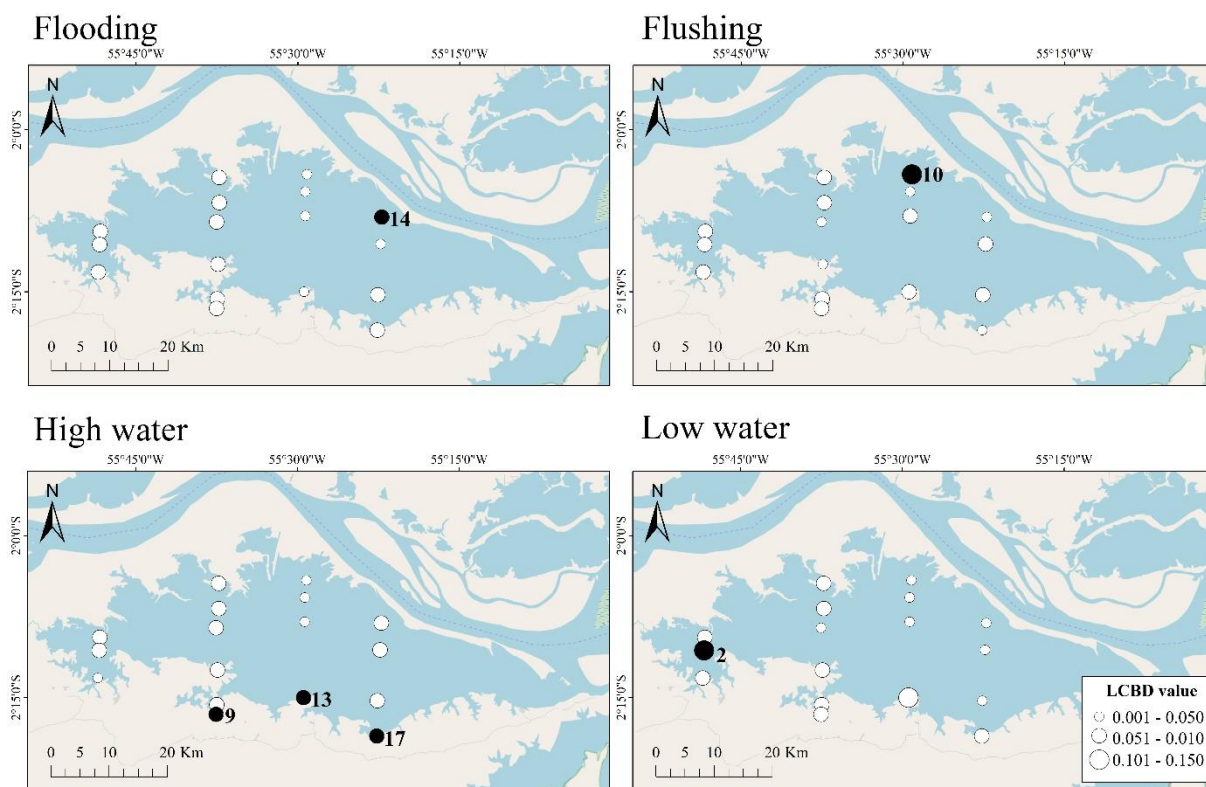 Flooding
55°45'0"W 55°30'0"W 55°15'0"W
N
2°0'0"S
14
2°15'0"S
0 5 10 20 Km
Flushing
55°45'0"W 55°30'0"W 55°15'0"W
N
2°0'0"S
10
2°15'0"S
0 5 10 20 Km
High water
55°45'0"W 55°30'0"W 55°15'0"W
N
2°0'0"S
13
9
17
2°15'0"S
0 5 10 20 Km
Low water
55°45'0"W 55°30'0"W 55°15'0"W
N
2°0'0"S
2
2°15'0"S
0 5 10 20 Km
LCBD value
0.001 - 0.050
0.051 - 0.010
0.101 - 0.150